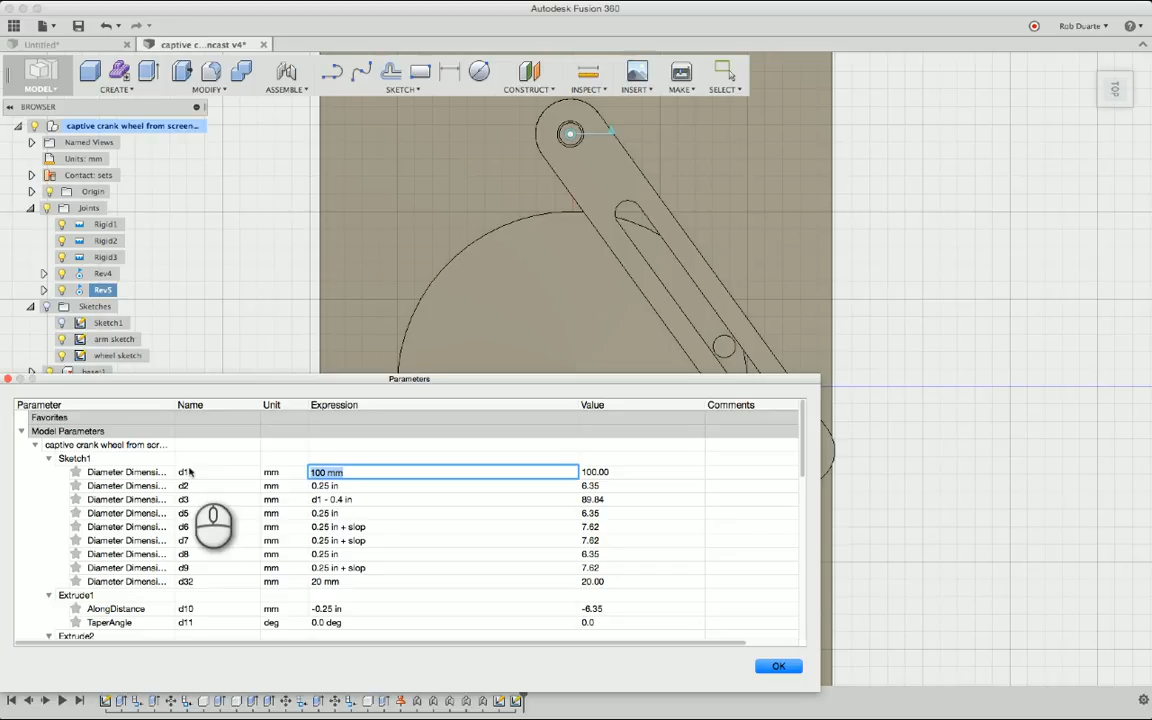 Autodesk Fusion 360
Rob Duarte
Untitled*
captive c...ncast v4*
MODEL
CREATE
MODIFY
ASSEMBLE
SKETCH
CONSTRUCT
INSPECT
INSERT
MAKE
SELECT
TOP
BROWSER
captive crank wheel from screen...
Named Views
Units: mm
Contact: sets
Origin
Joints
Rigid1
Rigid2
Rigid3
Rev4
Rev5
Sketches
Sketch1
arm sketch
wheel sketch
base:1
Parameters
Parameter Name Unit Expression Value Comments
Favorites
Model Parameters
captive crank wheel from scr...
Sketch1
Diameter Dimensi... d1 mm 100 mm 100.00
Diameter Dimensi... d2 mm 0.25 in 6.35
Diameter Dimensi... d3 mm d1 - 0.4 in 89.84
Diameter Dimensi... d5 mm 0.25 in 6.35
Diameter Dimensi... d6 mm 0.25 in + slop 7.62
Diameter Dimensi... d7 mm 0.25 in + slop 7.62
Diameter Dimensi... d8 mm 0.25 in 6.35
Diameter Dimensi... d9 mm 0.25 in + slop 7.62
Diameter Dimensi... d32 mm 20 mm 20.00
Extrude1
AlongDistance d10 mm -0.25 in -6.35
TaperAngle d11 deg 0.0 deg 0.0
Extrude2
OK